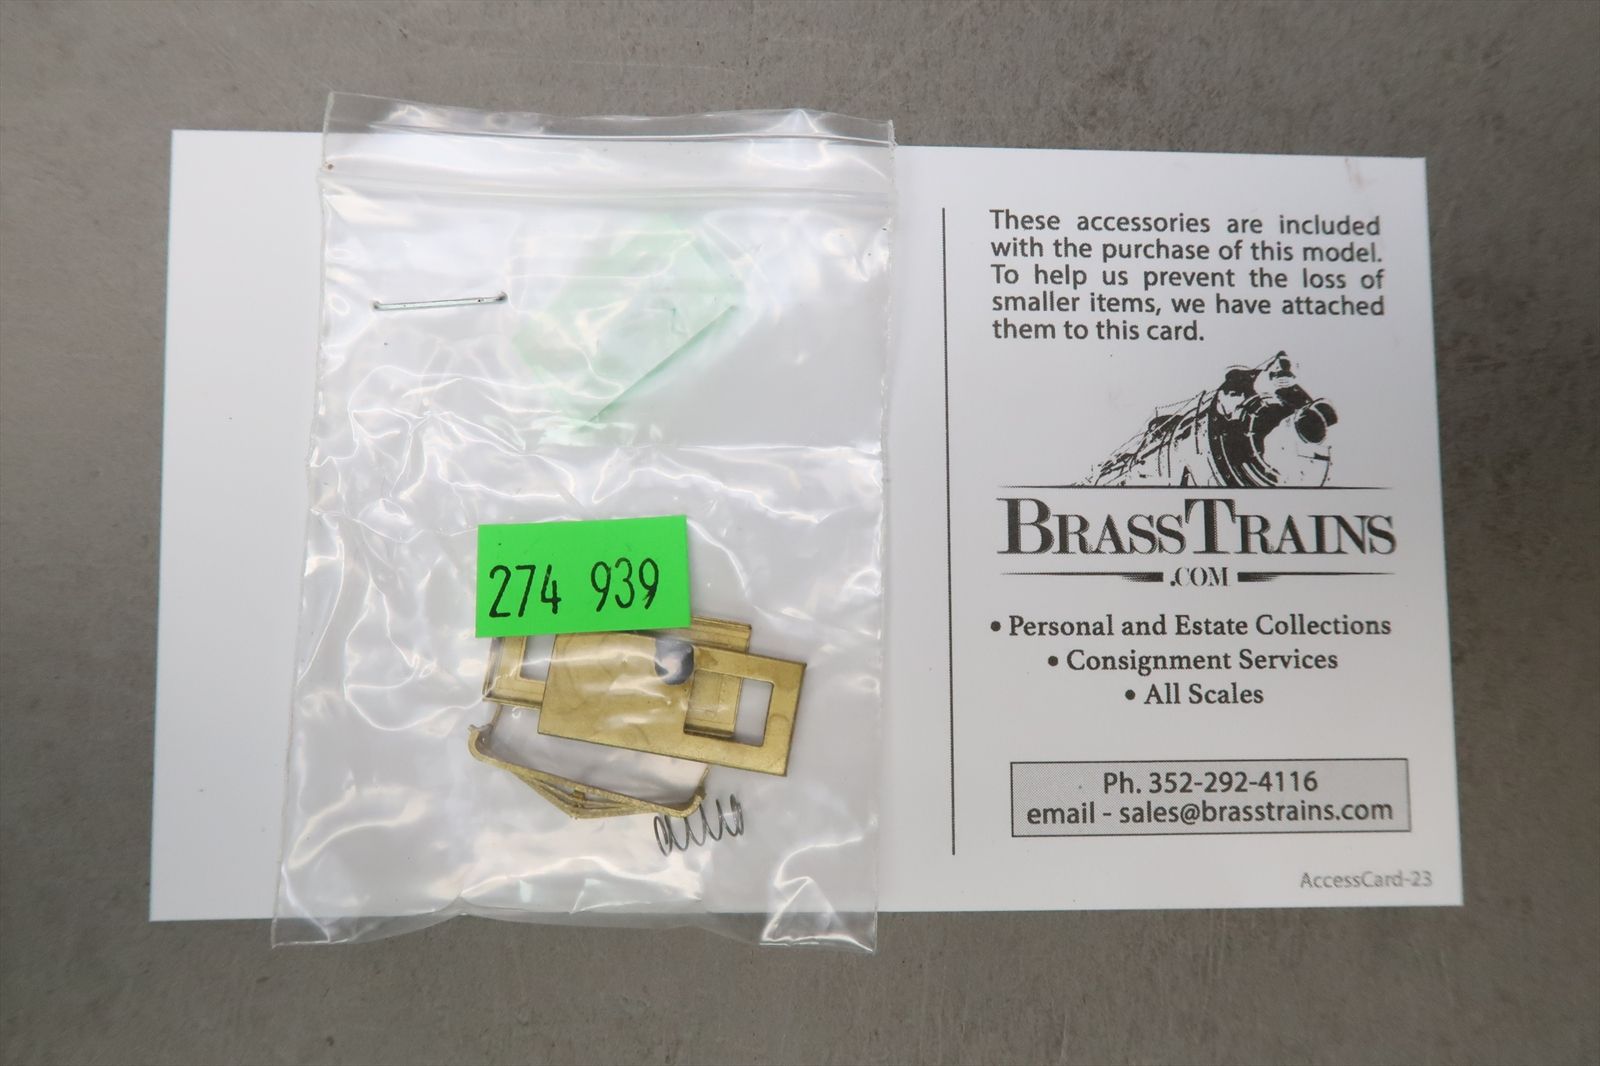 274 939
These accessories are included
with the purchase of this model.
To help us prevent the loss of
smaller items, we have attached
them to this card.
BRASSTRAINS
.COM
• Personal and Estate Collections
• Consignment Services
• All Scales
Ph. 352-292-4116
email - sales@brasstrains.com
AccessCard-23